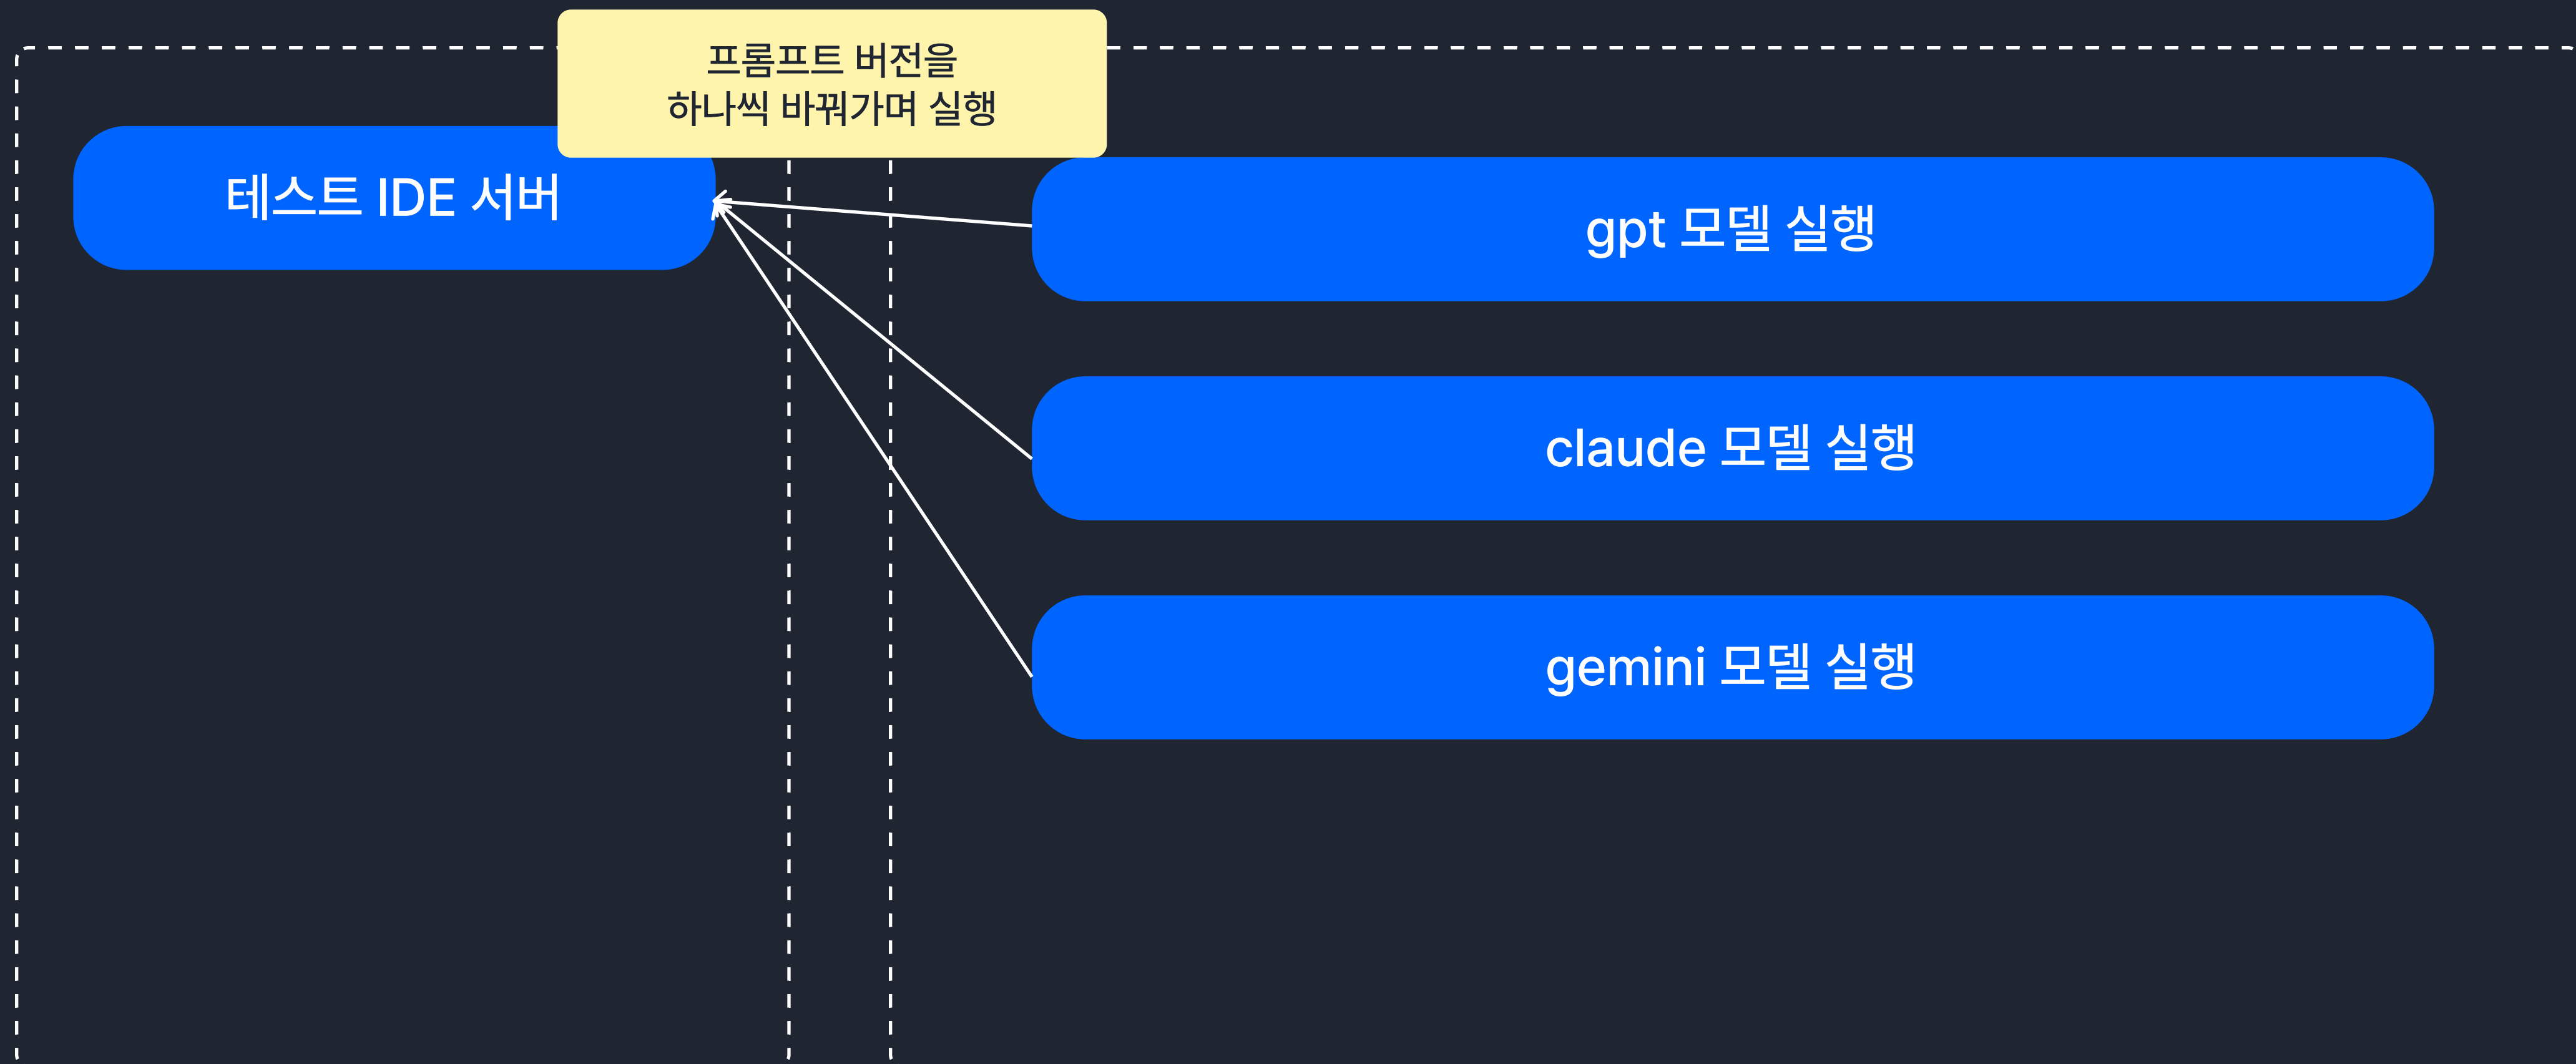 프롬프트 버전을
하나씩 바꿔가며 실행
테스트 IDE 서버
gpt 모델 실행
claude 모델 실행
gemini 모델 실행